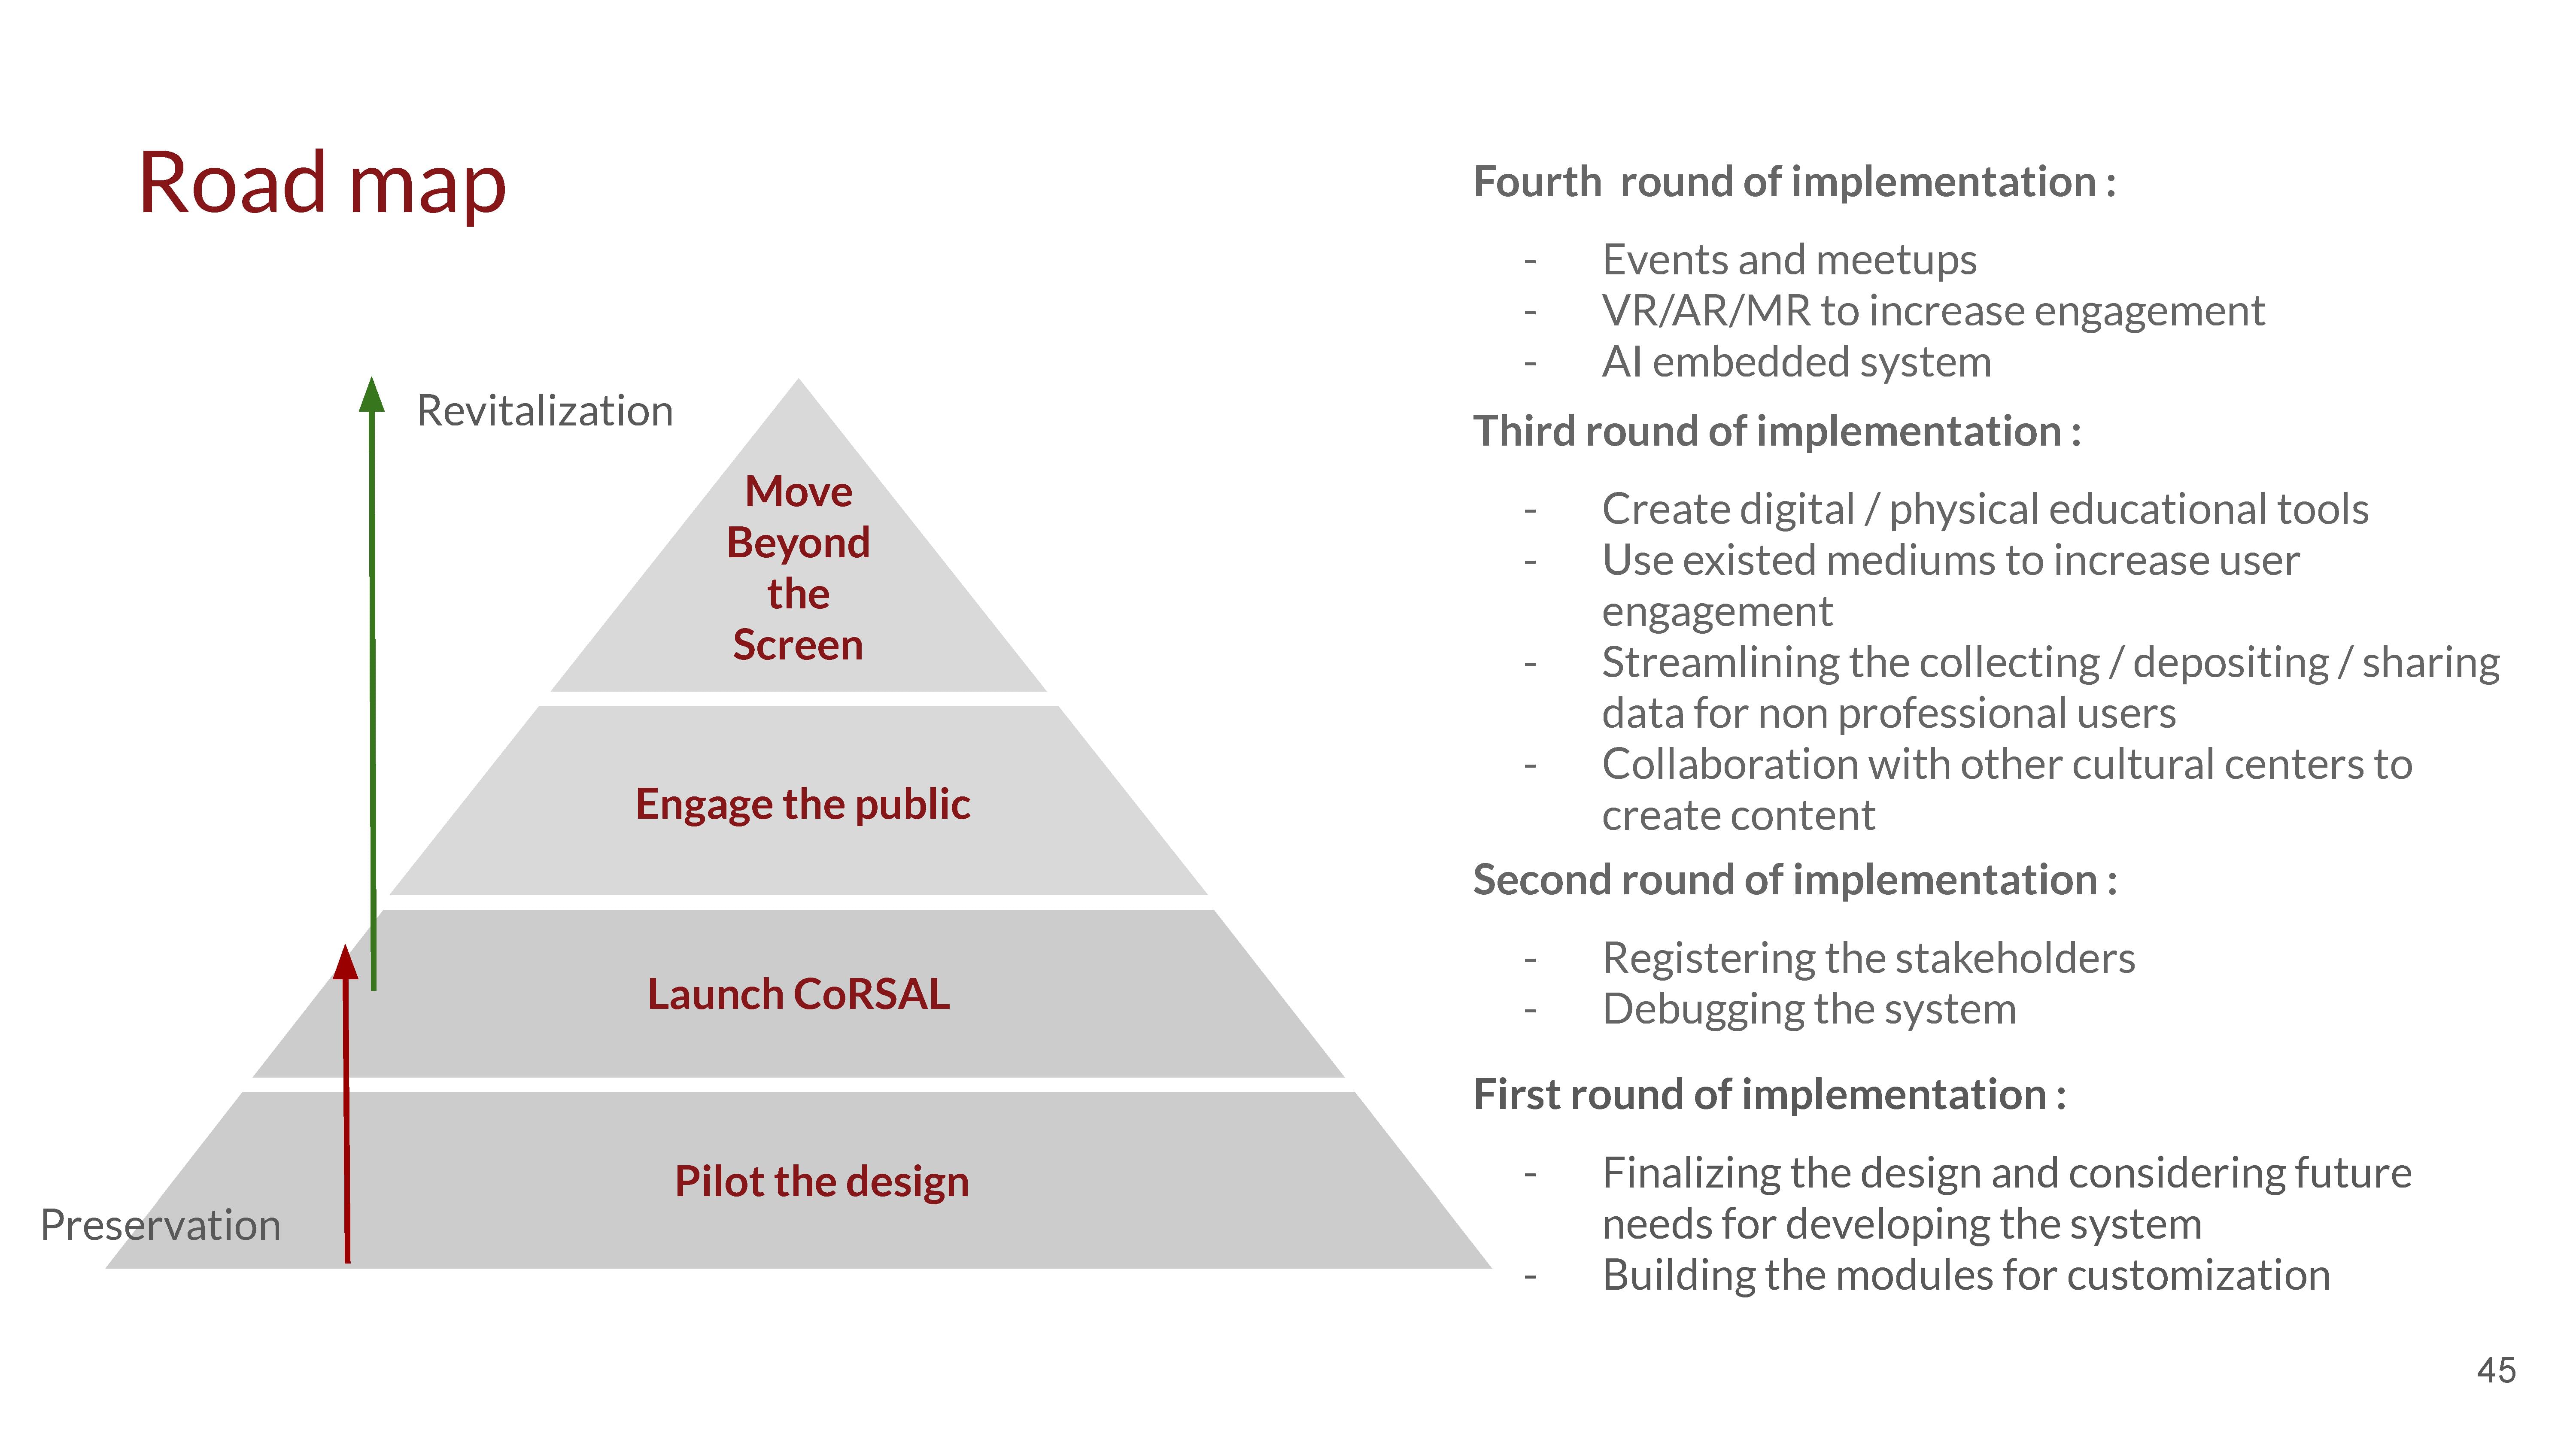 Road map
Revitalization
Move
Beyond
the
Screen
Engage the public
Launch CoRSAL
Pilot the design
Preservation
Fourth  round of implementation :
- Events and meetups
- VR/AR/MR to increase engagement
- AI embedded system
Third round of implementation :
- Create digital / physical educational tools
- Use existed mediums to increase user
engagement
- Streamlining the collecting / depositing / sharing
data for non professional users
- Collaboration with other cultural centers to
create content
Second round of implementation :
- Registering the stakeholders
- Debugging the system
First round of implementation :
- Finalizing the design and considering future
needs for developing the system
- Building the modules for customization
45